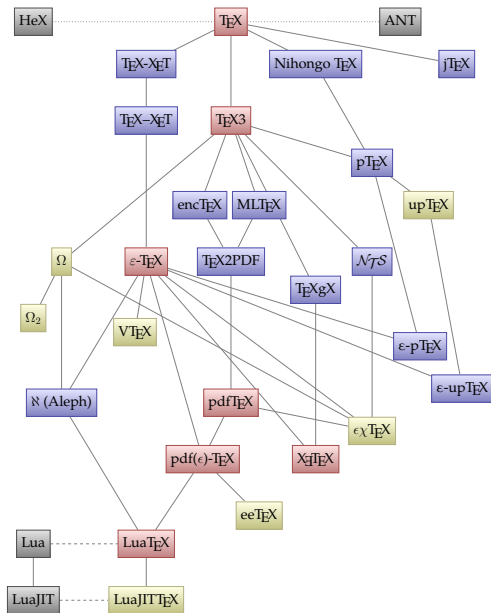 HeX TEX ANT
TEX-XET Nihongo TEX jTEX
TEX--XET TEX3
pTEX
encTEX MLTEX upTEX
Ω ε-TEX TEX2PDF NTS
TEXgX
Ω2 VTEX
ε-pTEX
ε-upTEX
ℵ (Aleph) pdfTEX
ϵχTEX
pdf(ϵ)-TEX XƎTEX
eeTEX
Lua LuaTEX
LuaJIT LuaJITTEX